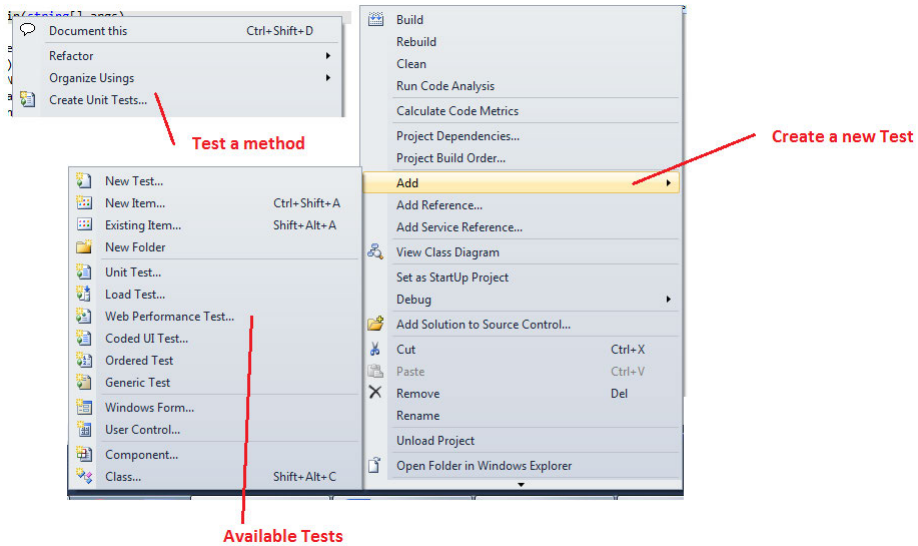 in(string[] args)
Document this Ctrl+Shift+D
Refactor
Organize Usings
Create Unit Tests...
Test a method
Build
Rebuild
Clean
Run Code Analysis
Calculate Code Metrics
Project Dependencies...
Project Build Order...
Add
Add Reference...
Add Service Reference...
View Class Diagram
Set as StartUp Project
Debug
Add Solution to Source Control...
Cut Ctrl+X
Paste Ctrl+V
Remove Del
Rename
Unload Project
Open Folder in Windows Explorer
Create a new Test
New Test...
New Item... Ctrl+Shift+A
Existing Item... Shift+Alt+A
New Folder
Unit Test...
Load Test...
Web Performance Test...
Coded UI Test...
Ordered Test
Generic Test
Windows Form...
User Control...
Component...
Class... Shift+Alt+C
Available Tests